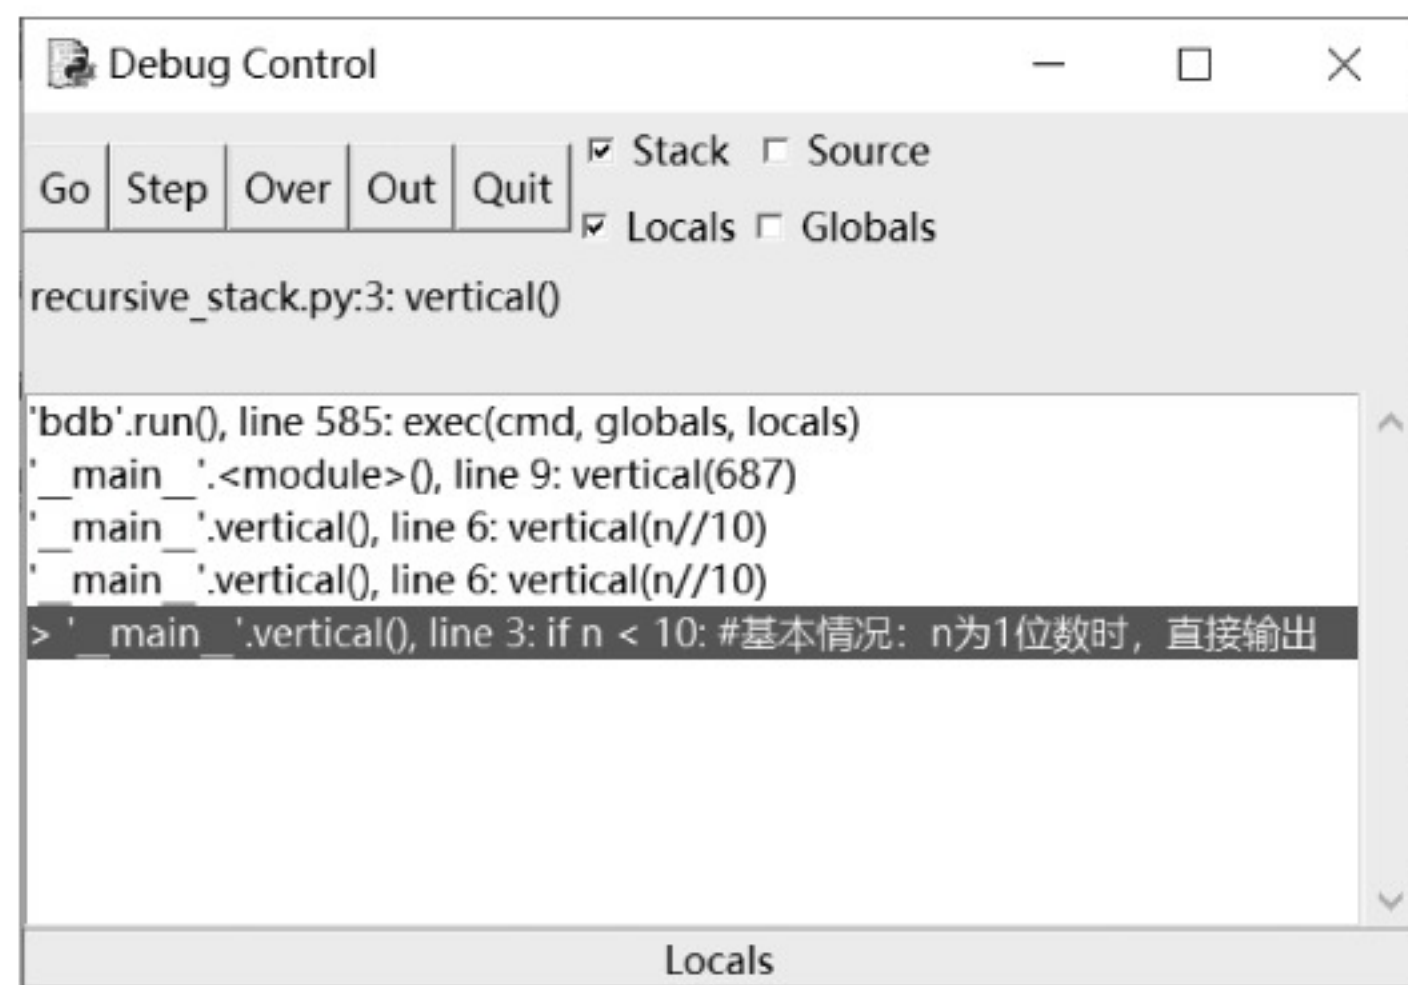 Debug Control
Go Step Over Out Quit
Stack Source
Locals Globals
recursive_stack.py:3: vertical()
'bdb'.run(), line 585: exec(cmd, globals, locals)
'__main__'.<module>(), line 9: vertical(687)
'__main__'.vertical(), line 6: vertical(n//10)
'__main__'.vertical(), line 6: vertical(n//10)
> '__main__'.vertical(), line 3: if n < 10: #基本情况：n为1位数时，直接输出
Locals